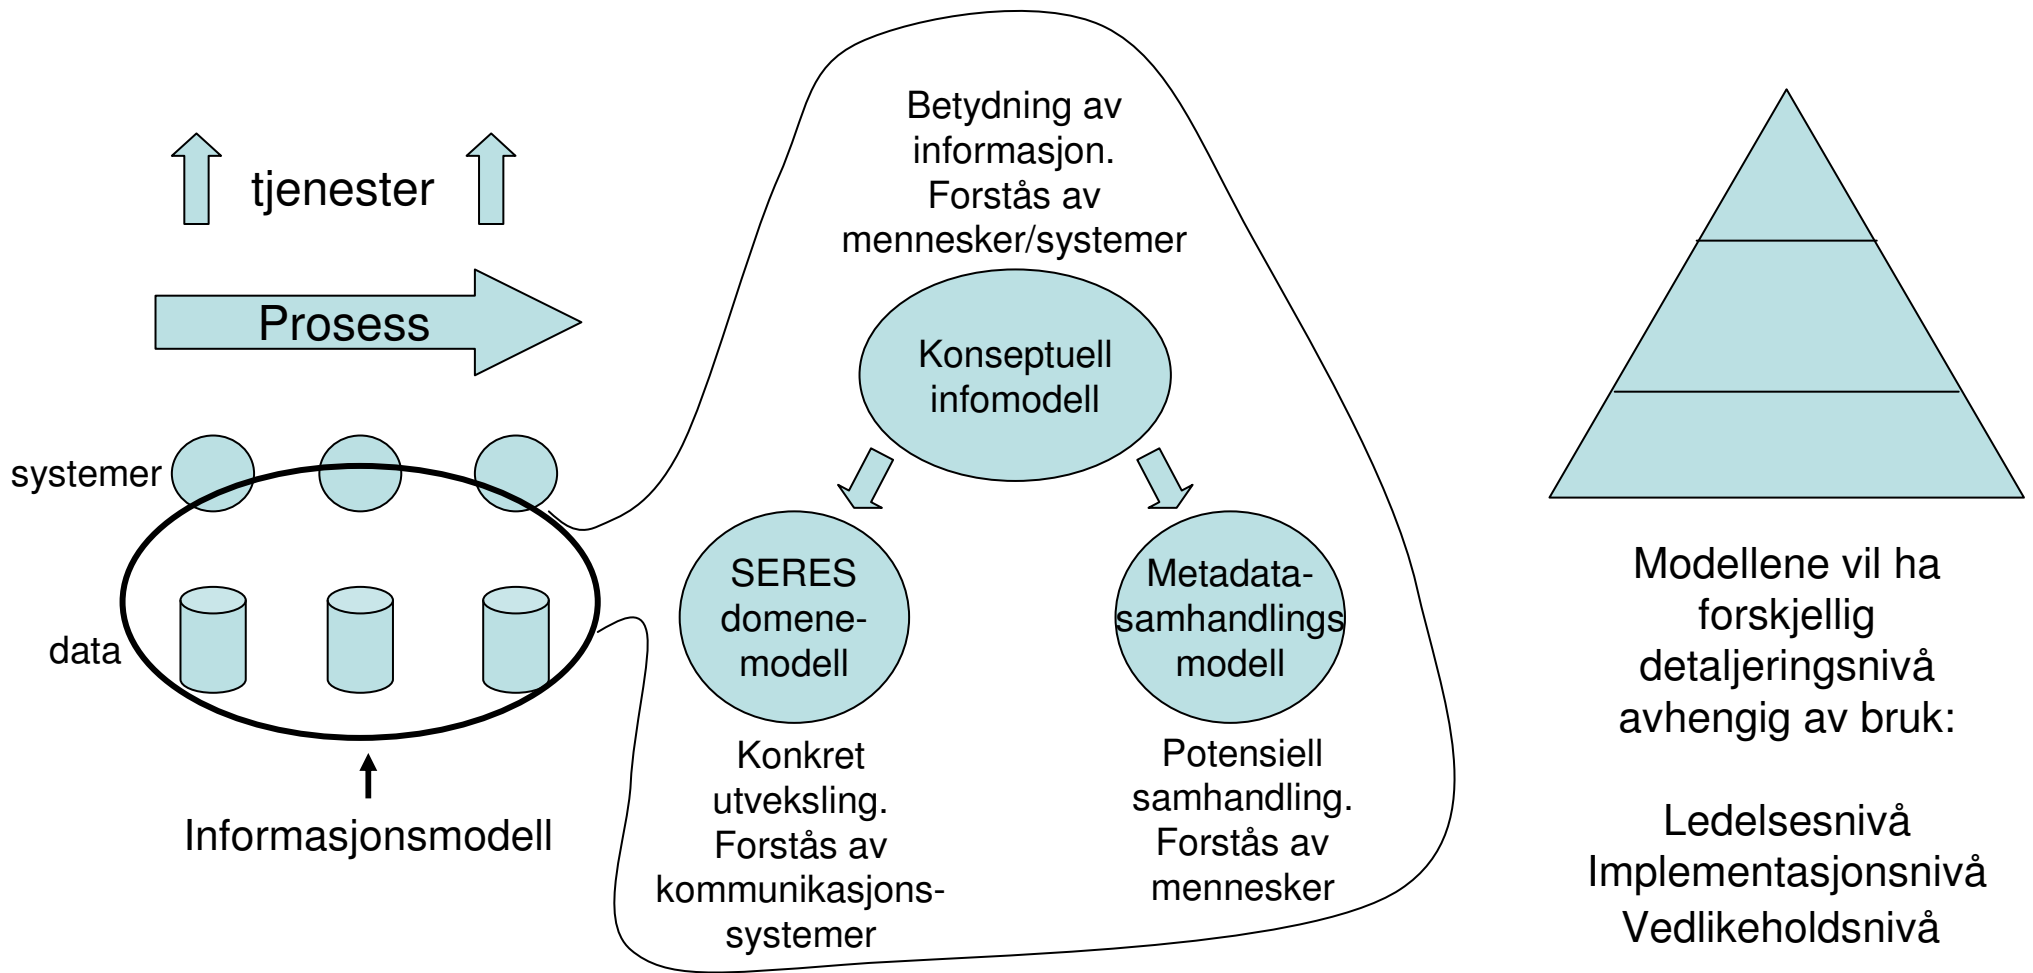 tjenester
Prosess
systemer
data
Informasjonsmodell
Betydning av
informasjon.
Forstås av
mennesker/systemer
Konseptuell
infomodell
SERES
domene-
modell
Metadata-
samhandlings
modell
Konkret
utveksling.
Forstås av
kommunikasjons-
systemer
Potensiell
samhandling.
Forstås av
mennesker
Modellene vil ha
forskjellig
detaljeringsnivå
avhengig av bruk:
Ledelsesnivå
Implementasjonsnivå
Vedlikeholdsnivå